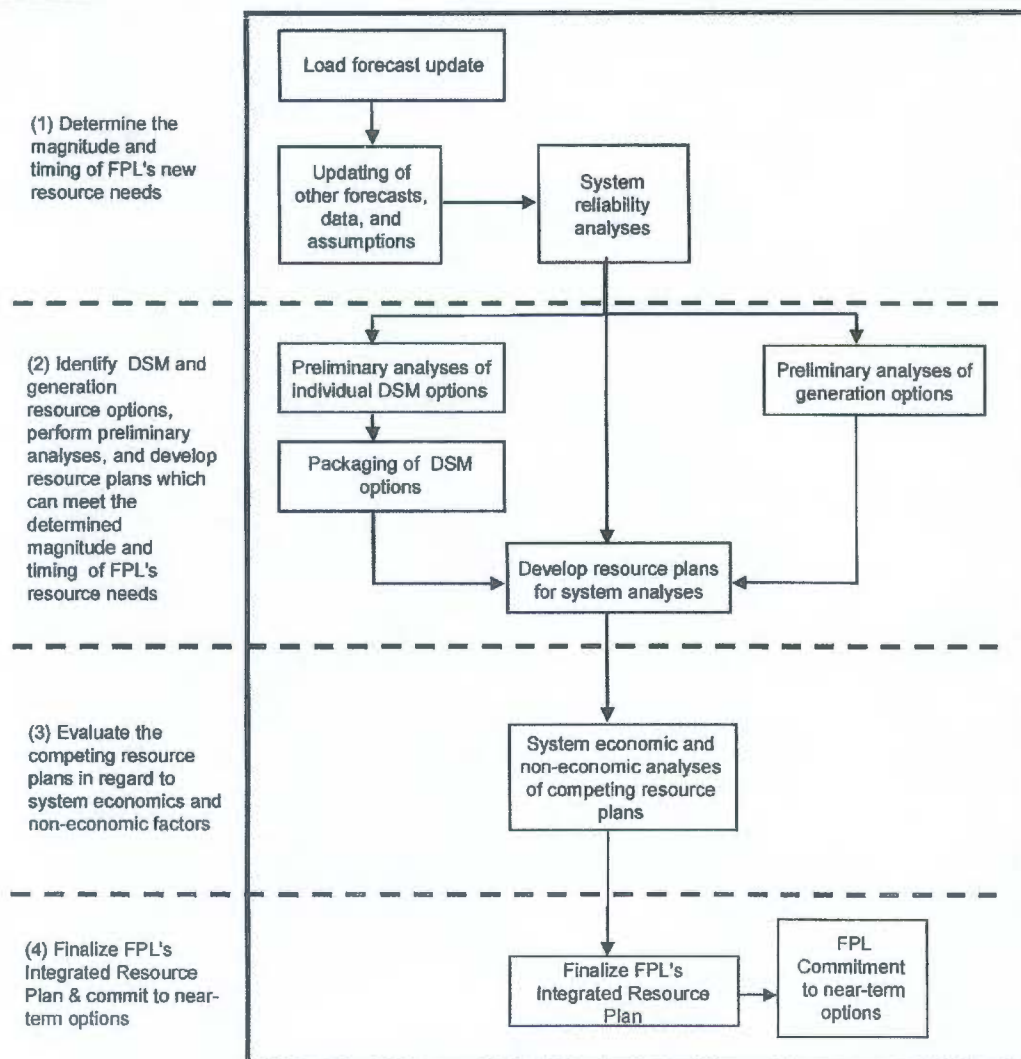 Load forecast update
(1) Determine the
magnitude and
timing of FPL's new
resource needs
Updating of
other forecasts,
data, and
assumptions
System
reliability
analyses
(2) Identify DSM and
generation
resource options,
perform preliminary
analyses, and develop
resource plans which
can meet the
determined
magnitude and
timing of FPL's
resource needs
Preliminary analyses of
individual DSM options
Preliminary analyses of
generation options
Packaging of DSM
options
Develop resource plans
for system analyses
(3) Evaluate the
competing resource
plans in regard to
system economics and
non-economic factors
System economic and
non-economic analyses
of competing resource
plans
(4) Finalize FPL's
Integrated Resource
Plan & commit to near-
term options
Finalize FPL's
Integrated Resource
Plan
FPL
Commitment
to near-term
options